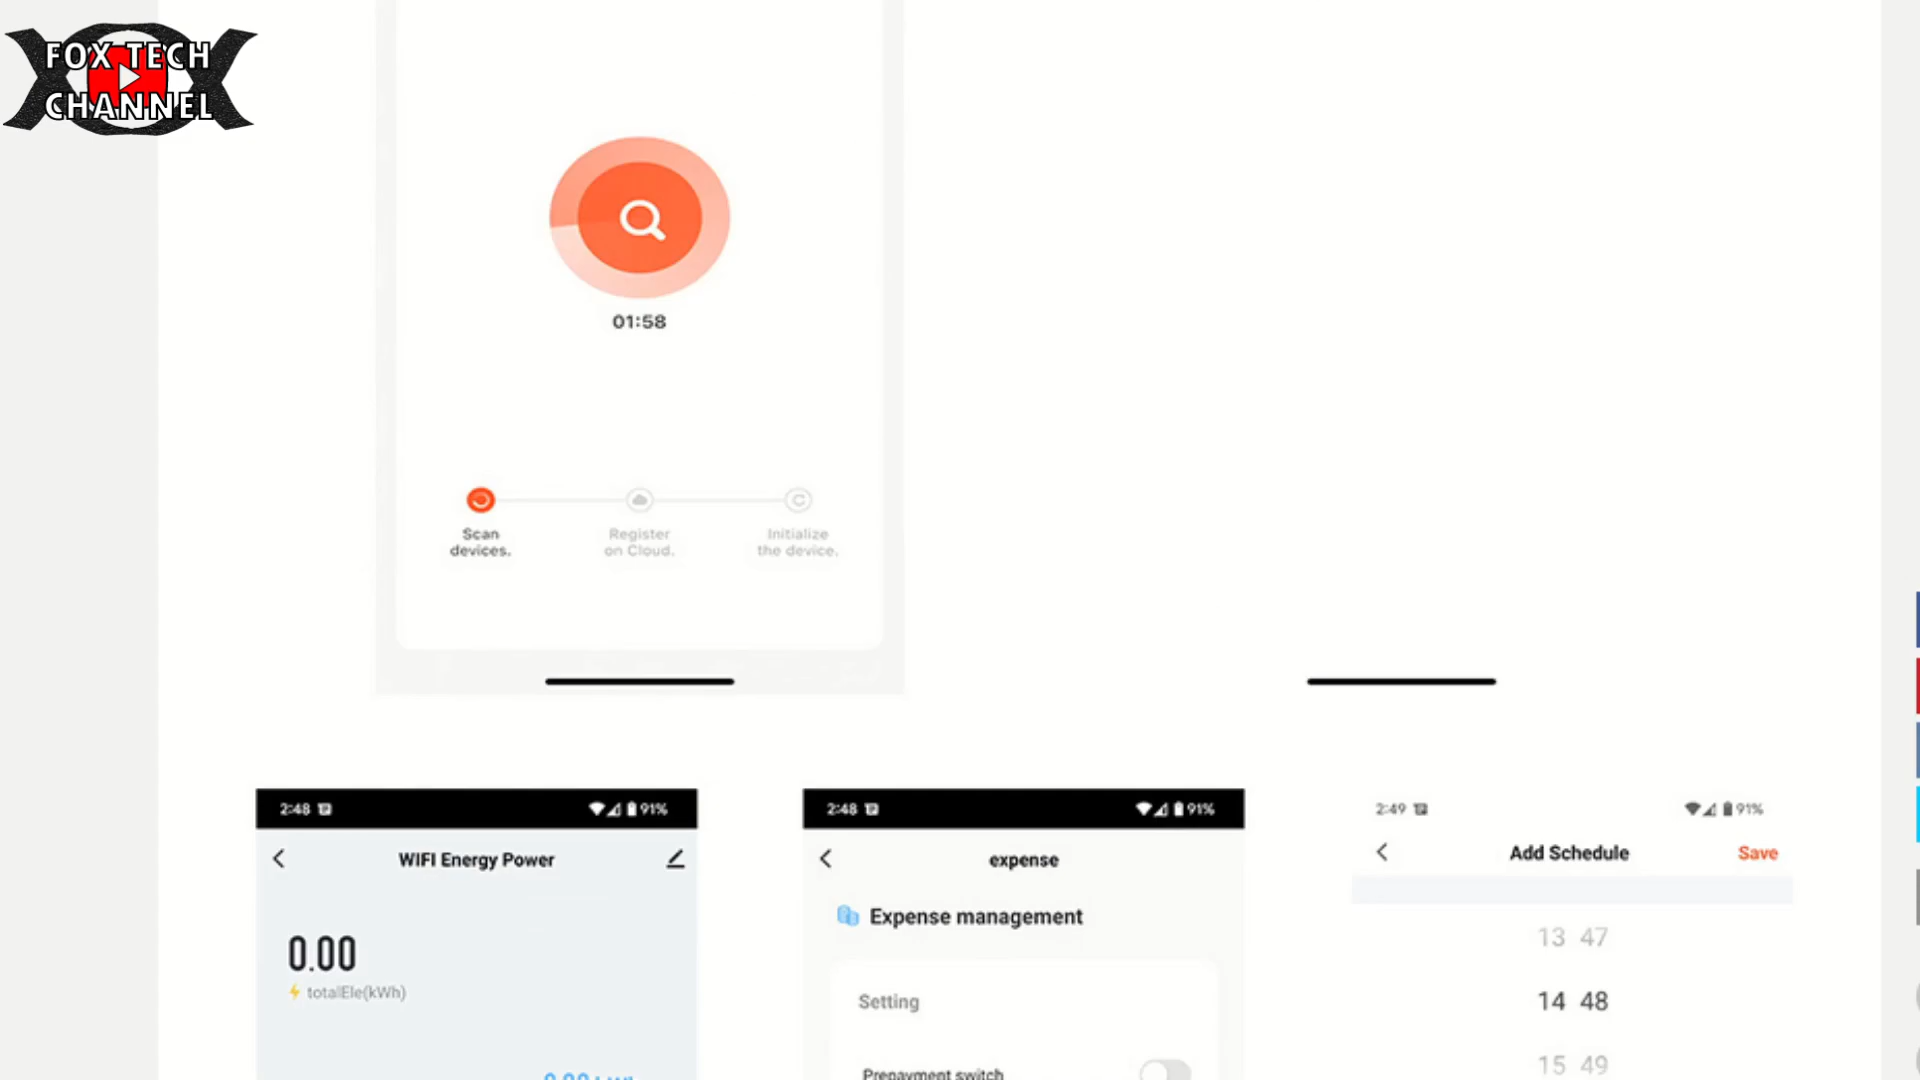 FOX TECH
CHANNEL
01:58
Scan
devices.
Register
on Cloud.
Initialize
the device.
2:48
91%
WIFI Energy Power
0.00
totalEle(kWh)
2:48
91%
expense
Expense management
Setting
Prepayment switch
2:49
91%
Add Schedule
Save
13 47
14 48
15 49